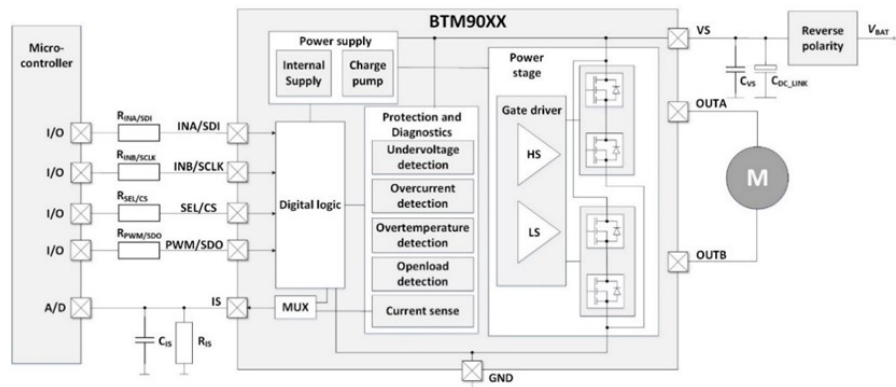 BTM90XX
Micro-
controller
Power supply
Internal
Supply
Charge
pump
Power
stage
VS
Reverse
polarity
VBAT
CVS
CDC_LINK
I/O
RINA/SDI
INA/SDI
I/O
RINB/SCLK
INB/SCLK
I/O
RSEL/CS
SEL/CS
I/O
RPWM/SDO
PWM/SDO
A/D
IS
CIS
RIS
Digital logic
MUX
Protection and
Diagnostics
Undervoltage
detection
Overcurrent
detection
Overtemperature
detection
Openload
detection
Current sense
Gate driver
HS
LS
OUTA
M
OUTB
GND